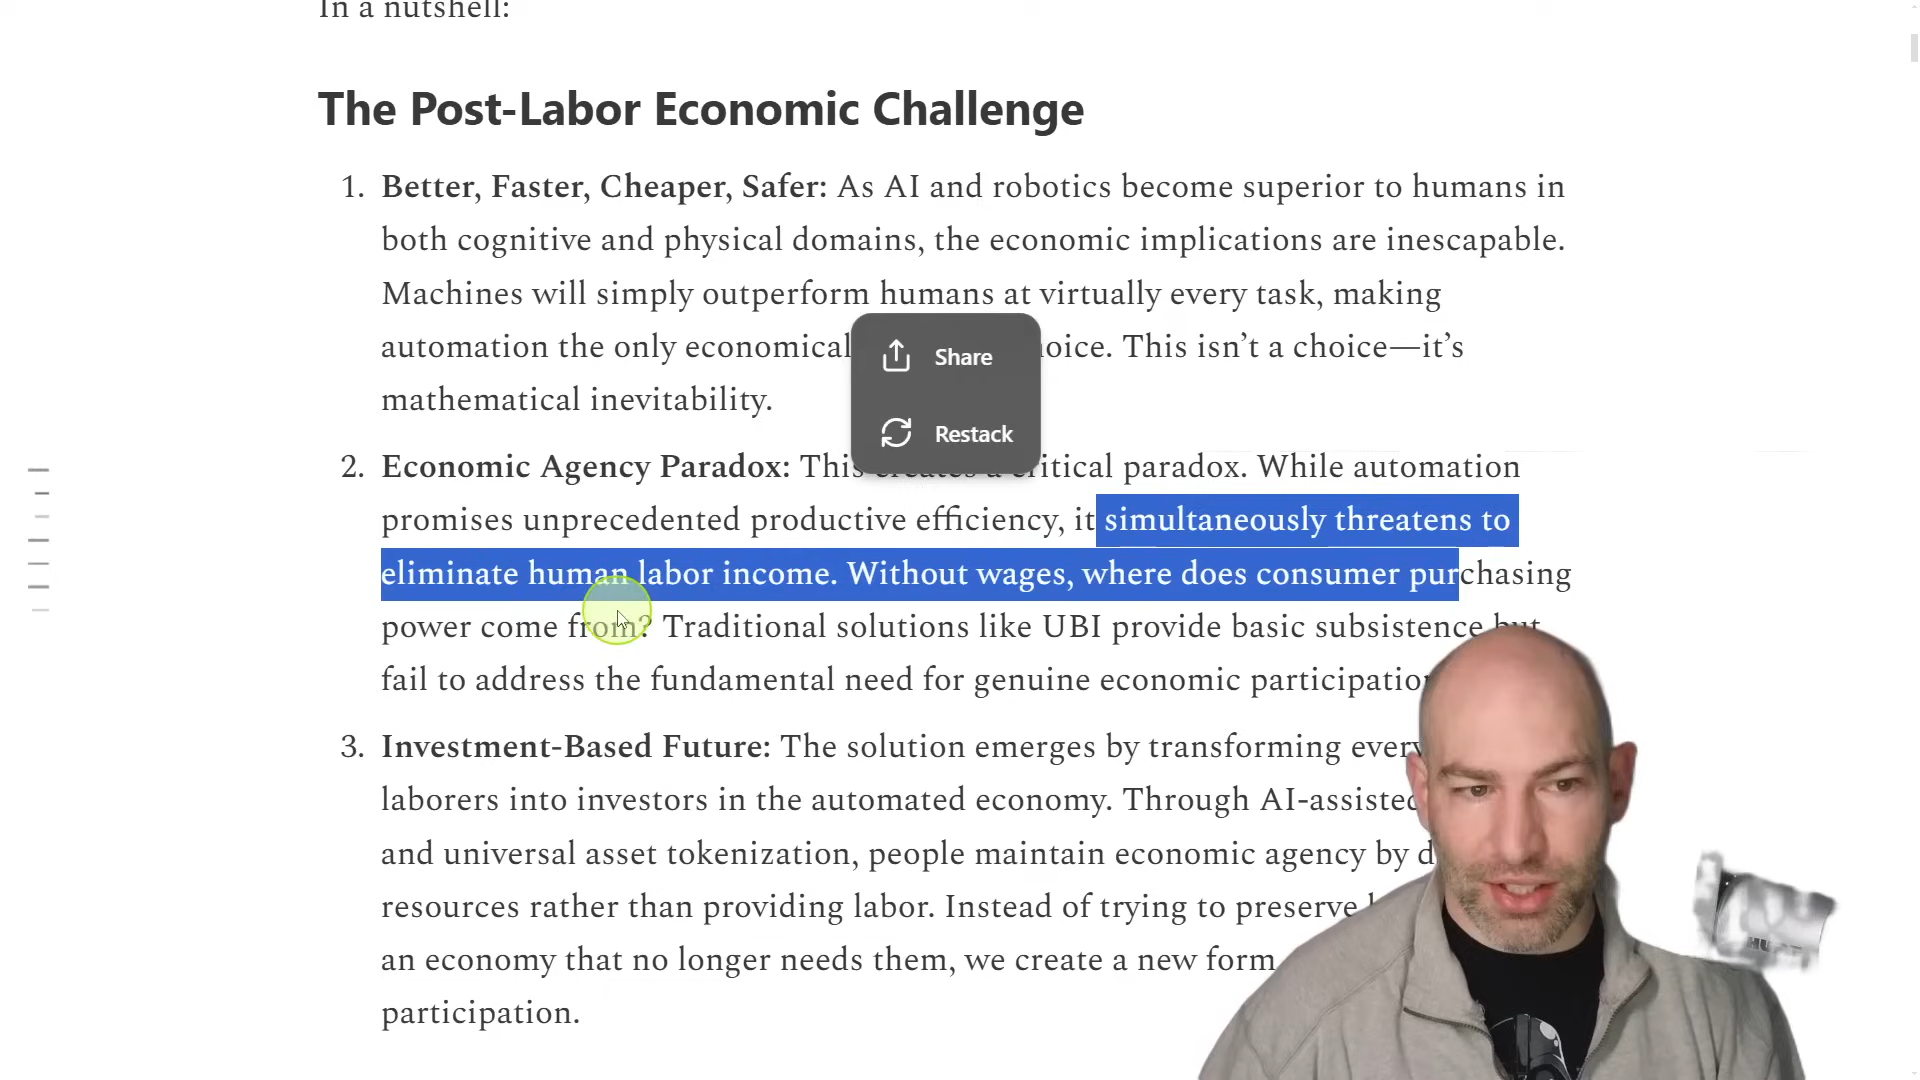 In a nutshell:
The Post-Labor Economic Challenge
1. Better, Faster, Cheaper, Safer: As AI and robotics become superior to humans in
both cognitive and physical domains, the economic implications are inescapable.
Machines will simply outperform humans at virtually every task, making
automation the only economical oice. This isn’t a choice—it’s
mathematical inevitability.
Share
Restack
2. Economic Agency Paradox: This creates a critical paradox. While automation
promises unprecedented productive efficiency, it simultaneously threatens to
eliminate human labor income. Without wages, where does consumer purchasing
power come from? Traditional solutions like UBI provide basic subsistence but
fail to address the fundamental need for genuine economic participation
3. Investment-Based Future: The solution emerges by transforming every
laborers into investors in the automated economy. Through AI-assisted
and universal asset tokenization, people maintain economic agency by d
resources rather than providing labor. Instead of trying to preserve
an economy that no longer needs them, we create a new form
participation.